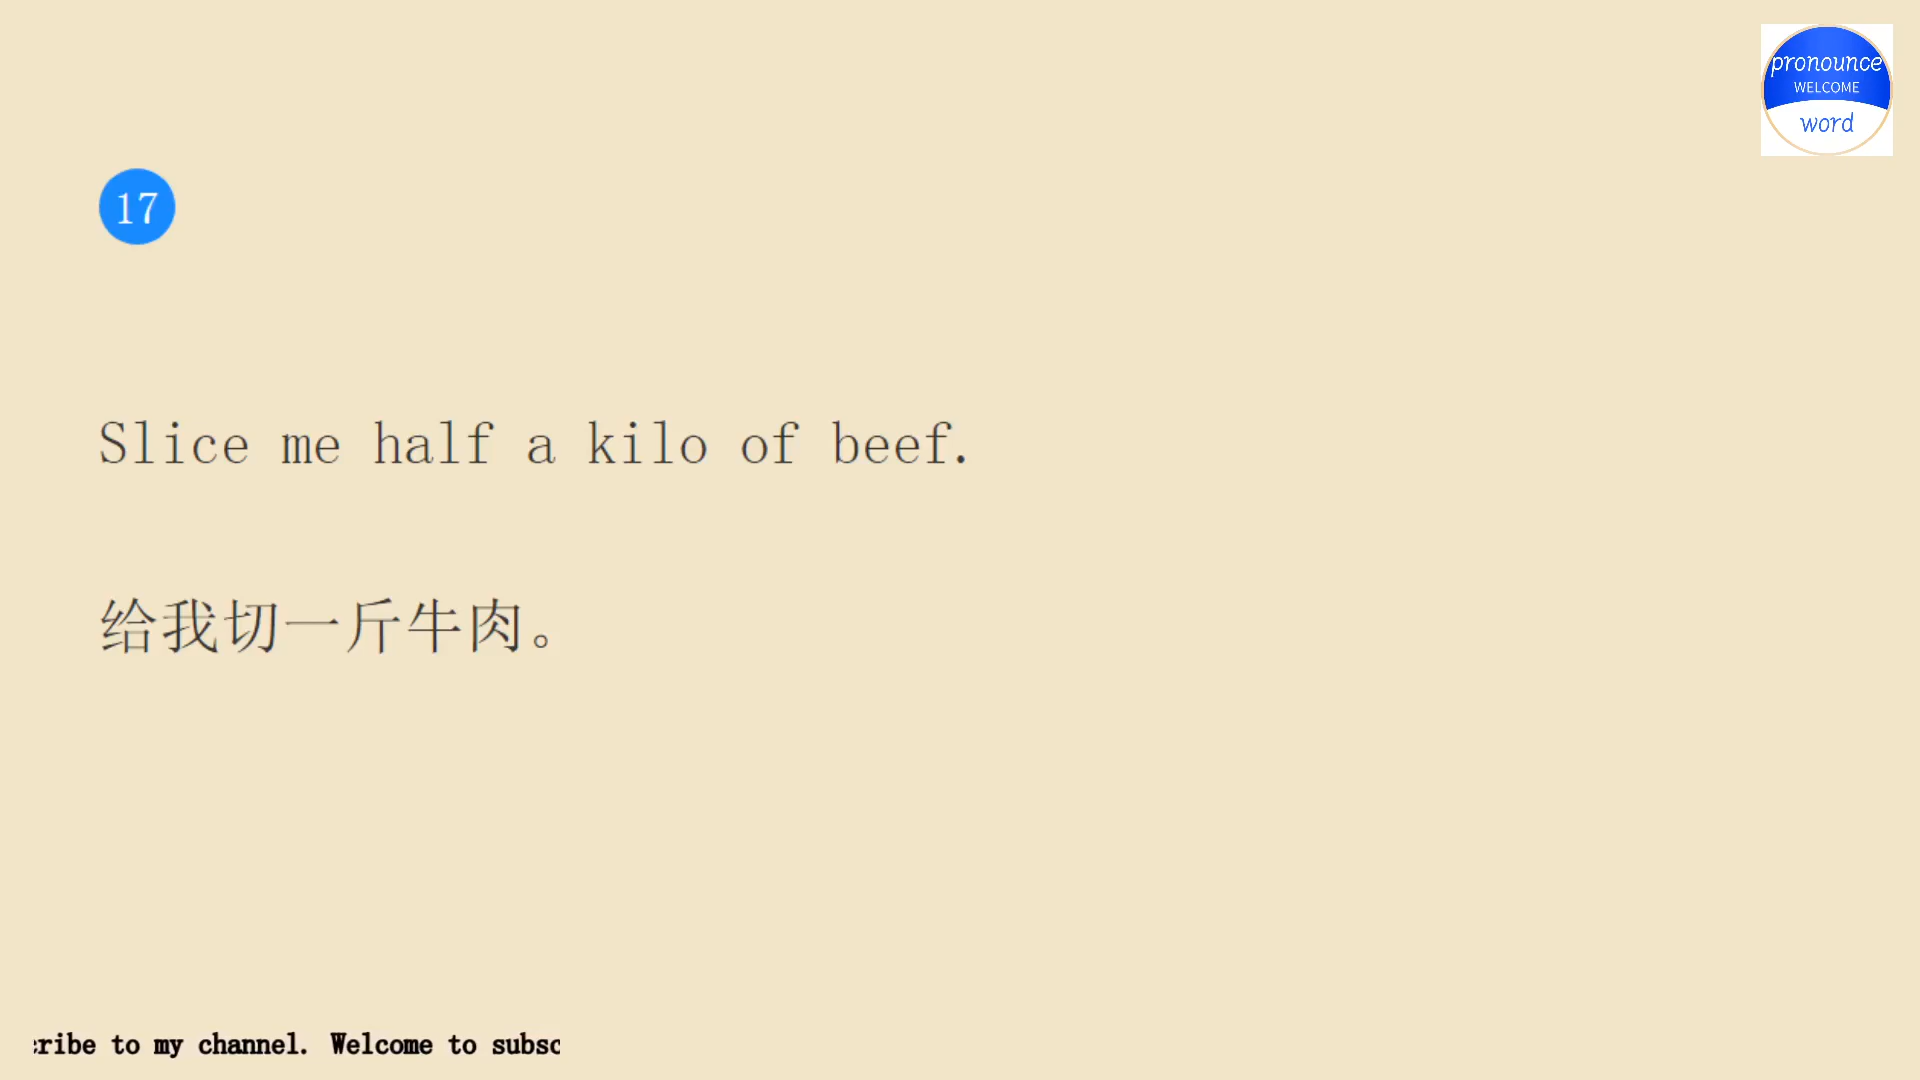 pronounce
WELCOME
word
17
Slice me half a kilo of beef.
给我切一斤牛肉。
cribe to my channel. Welcome to subsc